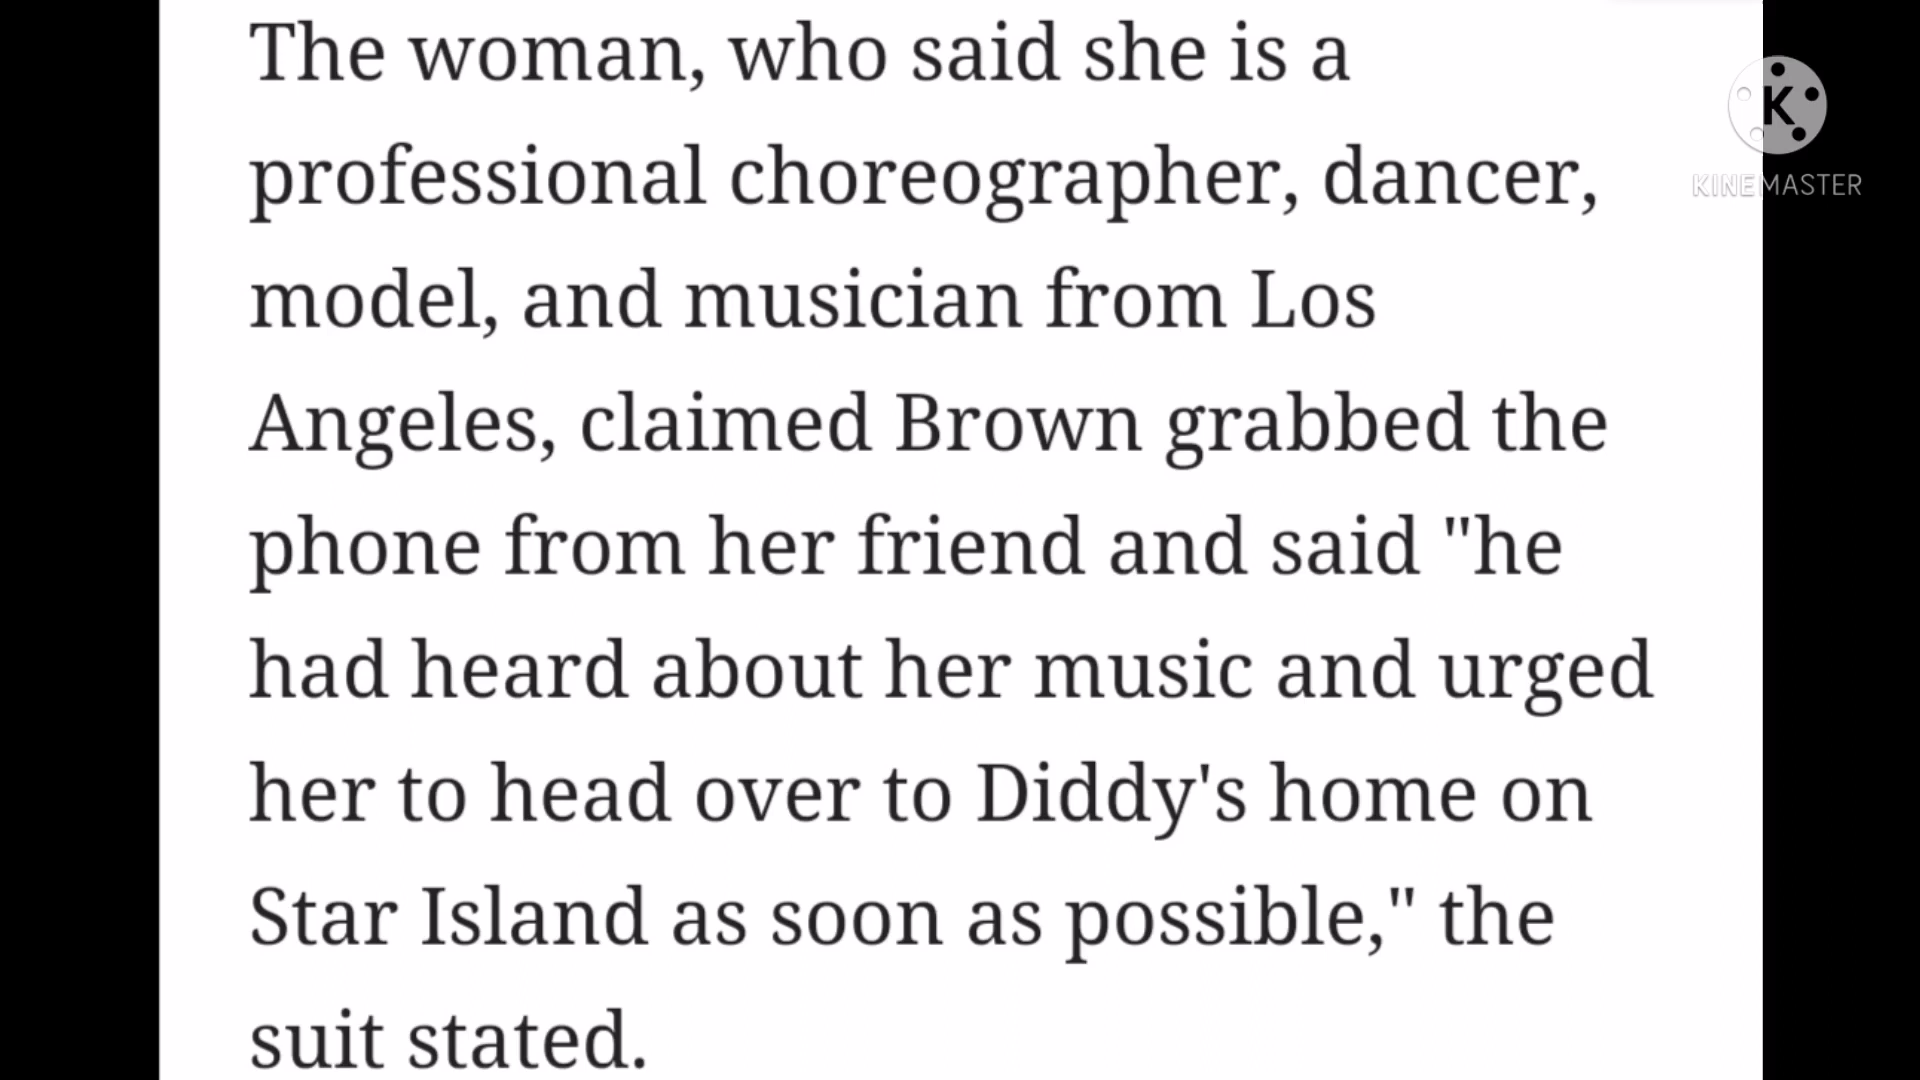 The woman, who said she is a
professional choreographer, dancer,
model, and musician from Los
Angeles, claimed Brown grabbed the
phone from her friend and said "he
had heard about her music and urged
her to head over to Diddy's home on
Star Island as soon as possible," the
suit stated.
K
KINEMASTER